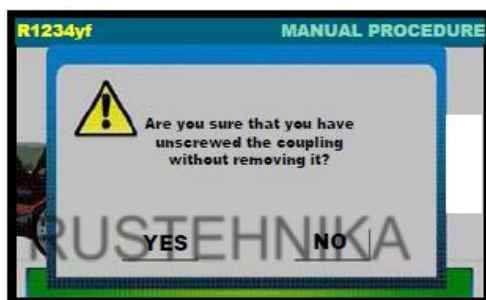 R1234yf MANUAL PROCEDURE
Are you sure that you have
unscrewed the coupling
without removing it?
RUSTEHNIKA
YES NO